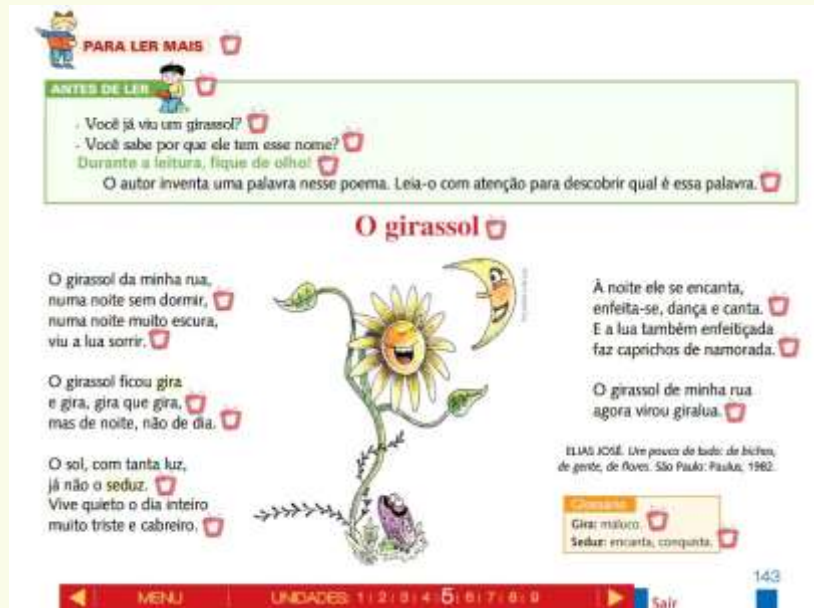 PARA LER MAIS
ANTES DE LER
- Você já viu um girassol?
- Você sabe por que ele tem esse nome?
Durante a leitura, fique de olho!
O autor inventa uma palavra nesse poema. Leia-o com atenção para descobrir qual é essa palavra.
O girassol
O girassol da minha rua,
numa noite sem dormir,
numa noite muito escura,
viu a lua sorrir.
O girassol ficou gira
e gira, gira que gira,
mas de noite, não de dia.
O sol, com tanta luz,
já não o seduz.
Vive quieto o dia inteiro
muito triste e cabreiro.
À noite ele se encanta,
enfeita-se, dança e canta.
E a lua também enfeitiçada
faz caprichos de namorada.
O girassol de minha rua
agora virou giralua.
ELIAS JOSÉ. Um pouco de tudo: de bichos,
de gente, de flores. São Paulo: Paulus, 1982.
Glossário
Gira: maluco.
Seduz: encanta, conquista.
143
MENU UNIDADES: 1 | 2 | 3 | 4 | 5 | 6 | 7 | 8 | 9
Sair